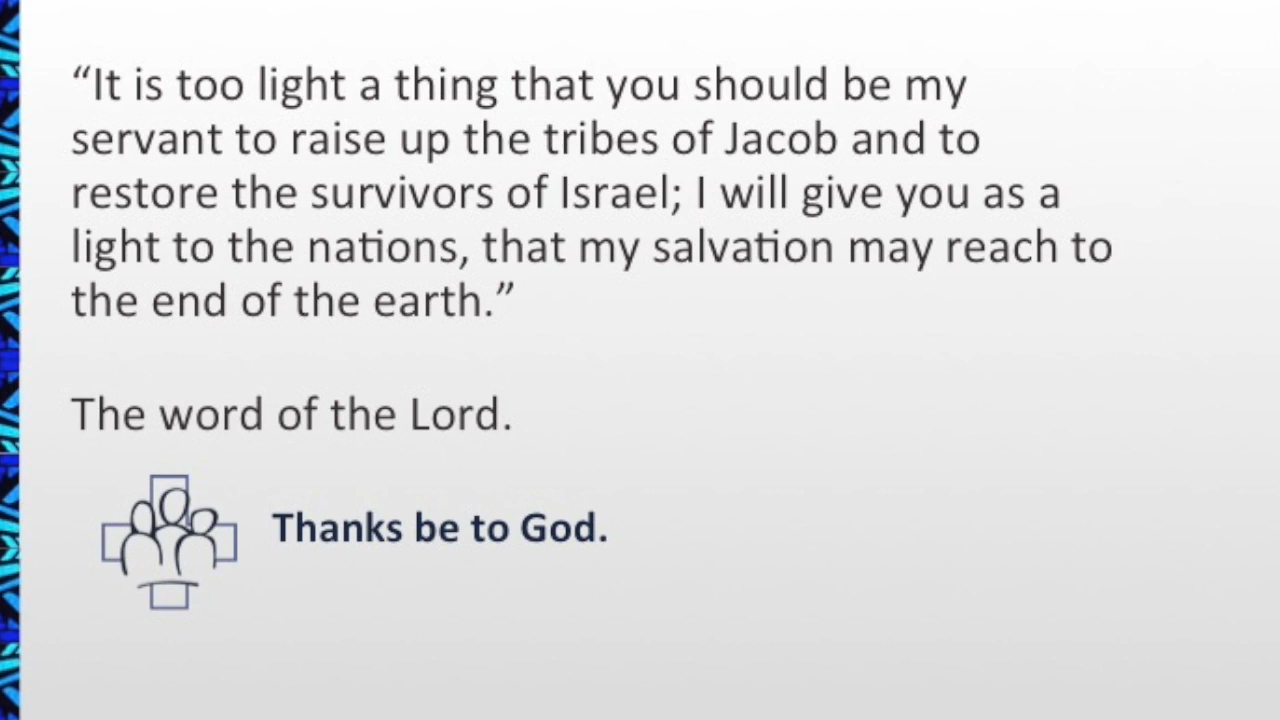 “It is too light a thing that you should be my
servant to raise up the tribes of Jacob and to
restore the survivors of Israel; I will give you as a
light to the nations, that my salvation may reach to
the end of the earth.”
The word of the Lord.
Thanks be to God.